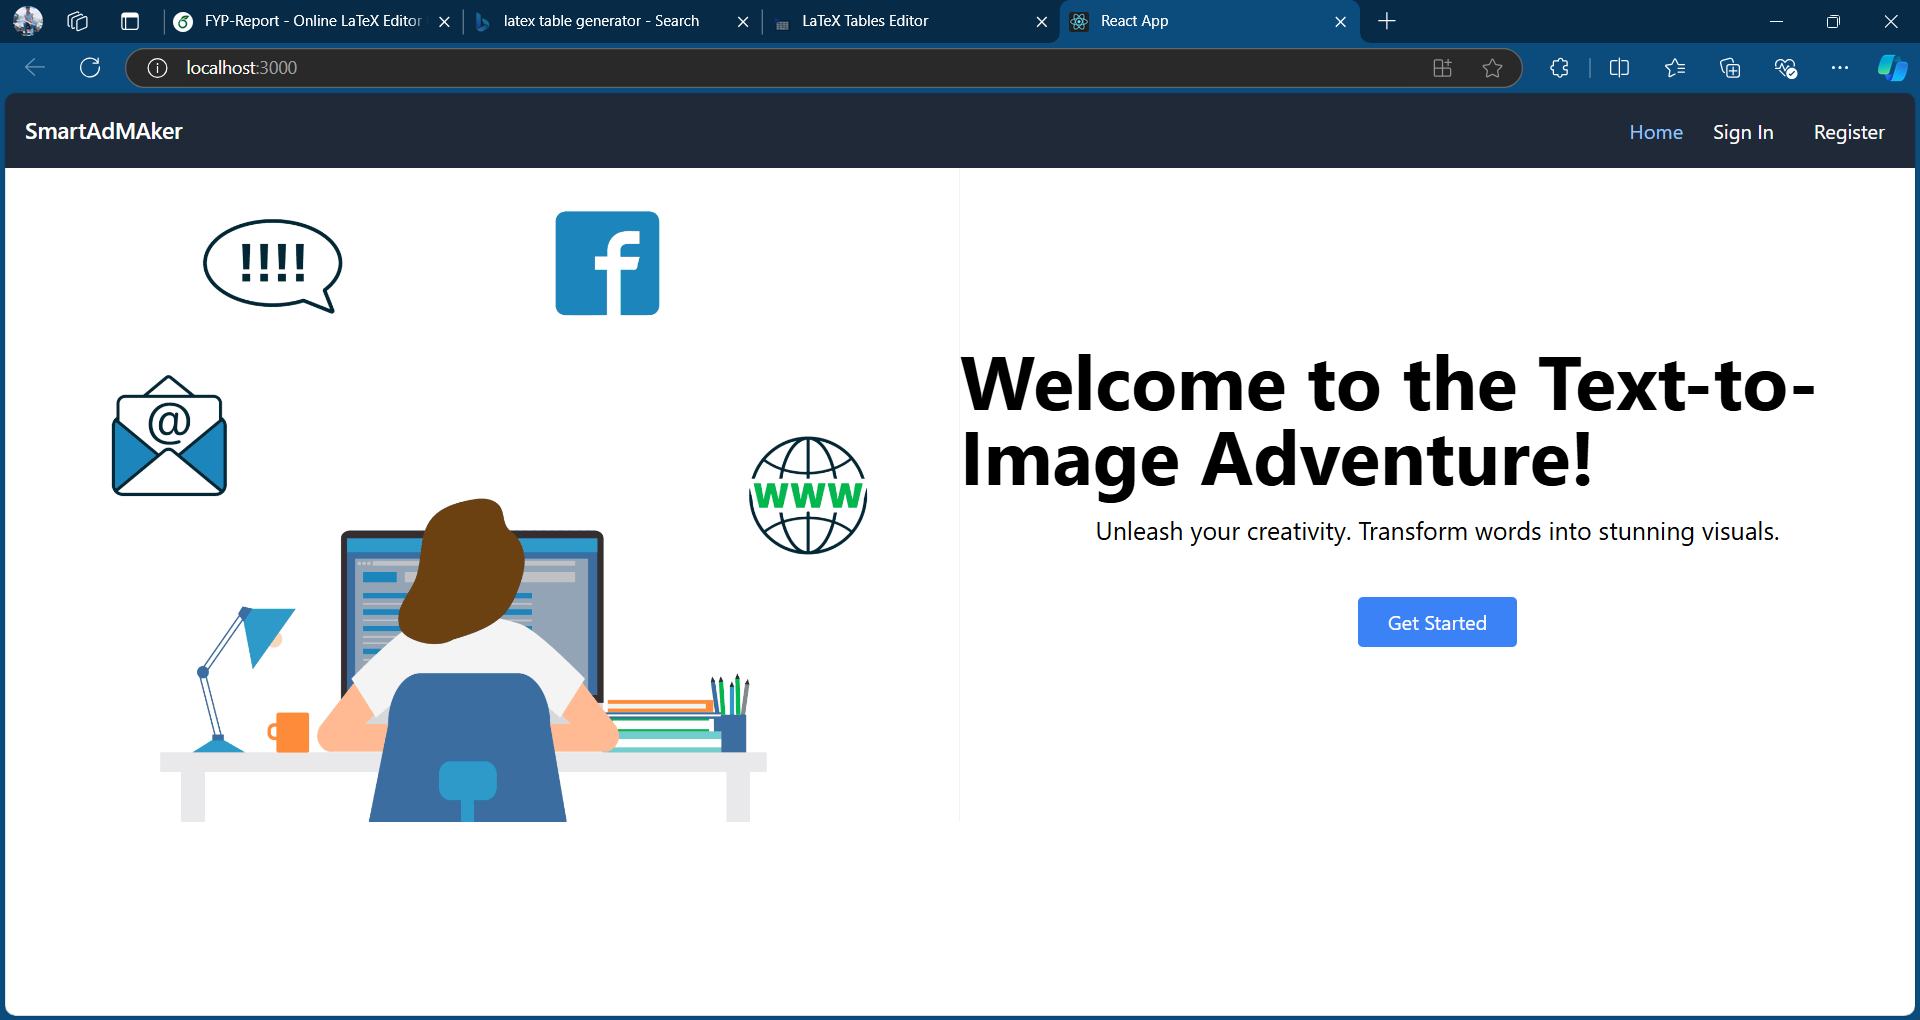 FYP-Report - Online LaTeX Editor
latex table generator - Search
LaTeX Tables Editor
React App
localhost:3000
SmartAdMAker
Home
Sign In
Register
!!!!
f
@
WWW
Welcome to the Text-to-
Image Adventure!
Unleash your creativity. Transform words into stunning visuals.
Get Started